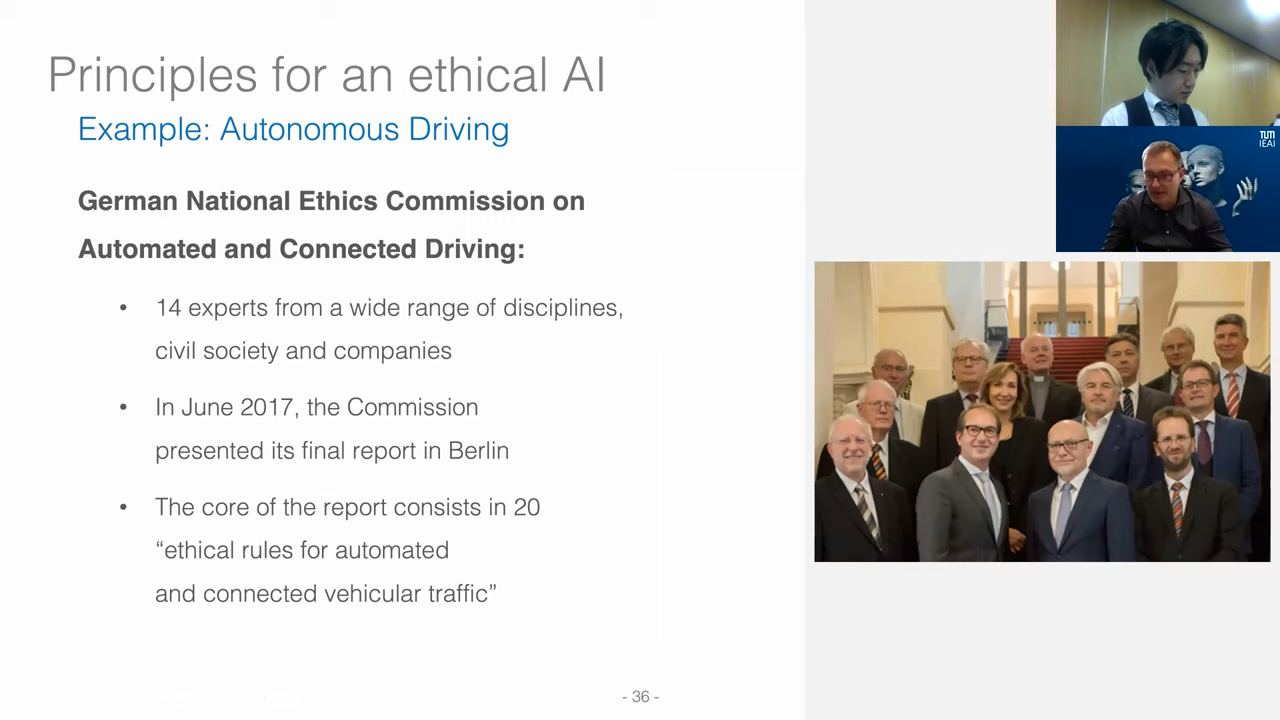 Principles for an ethical AI
Example: Autonomous Driving
German National Ethics Commission on
Automated and Connected Driving:
• 14 experts from a wide range of disciplines,
civil society and companies
• In June 2017, the Commission
presented its final report in Berlin
• The core of the report consists in 20
“ethical rules for automated
and connected vehicular traffic”
- 36 -
TUM
IEAI